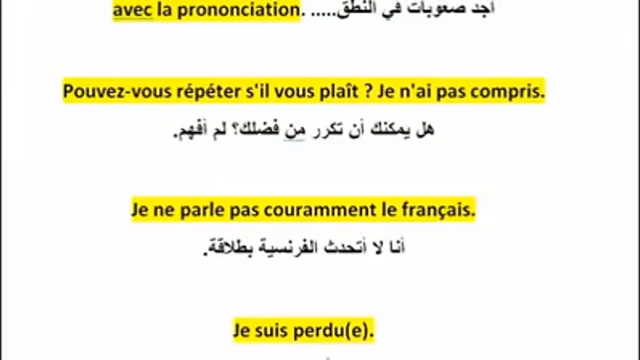 avec la prononciation. ..... أجد صعوبات في النطق
Pouvez-vous répéter s'il vous plaît ? Je n'ai pas compris.
هل يمكنك أن تكرر من فضلك؟ لم أفهم.
Je ne parle pas couramment le français.
أنا لا أتحدث الفرنسية بطلاقة.
Je suis perdu(e).